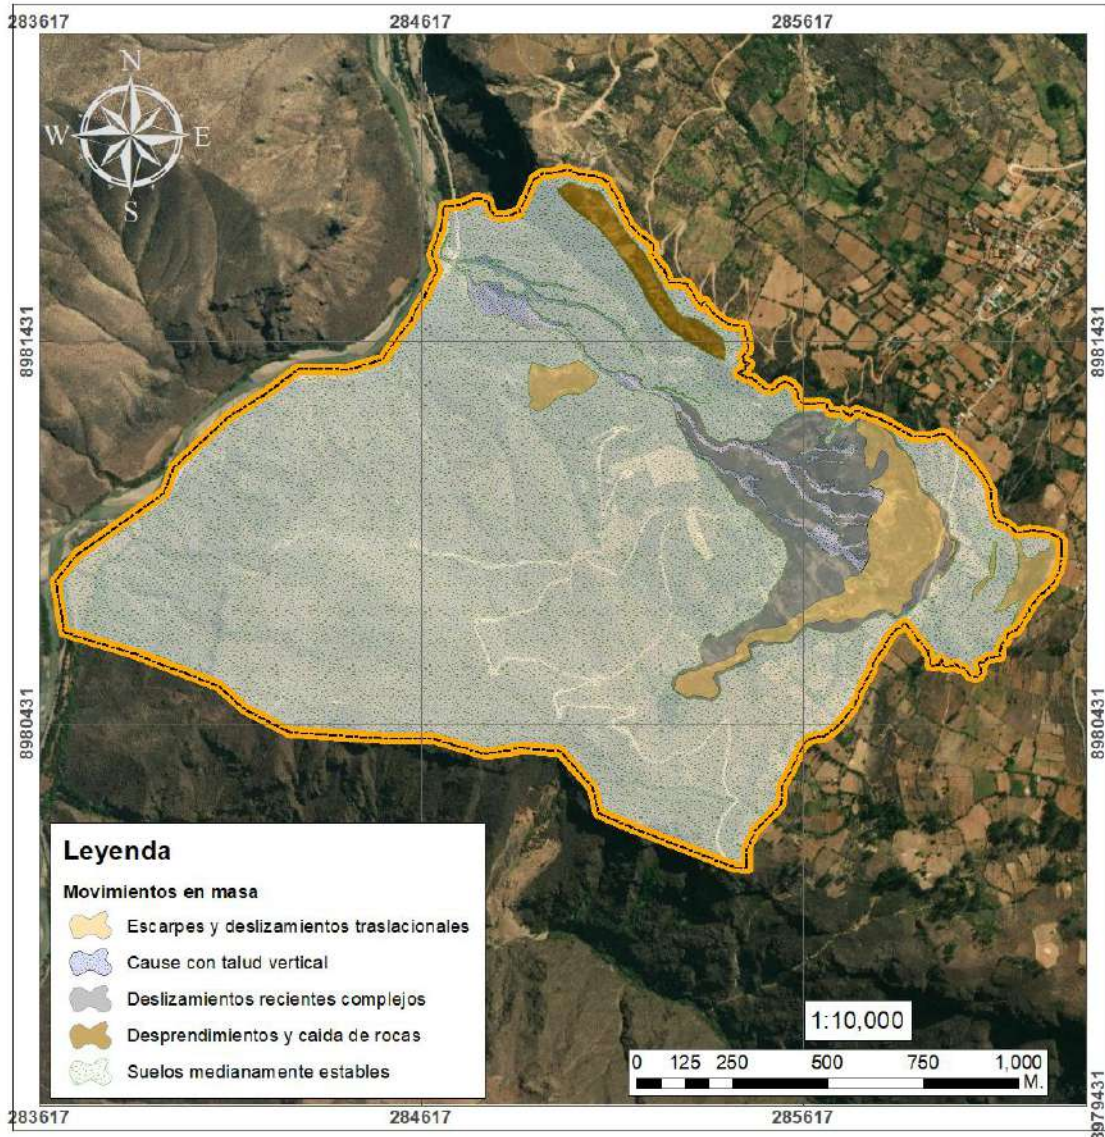 283617 284617 285617
N
W E
S
8981431 8981431
8980431 8980431
Leyenda
Movimientos en masa
Escarpes y deslizamientos traslacionales
Cause con talud vertical
Deslizamientos recientes complejos
Desprendimientos y caida de rocas
Suelos medianamente estables
1:10,000
0 125 250 500 750 1,000
M.
8979431
283617 284617 285617